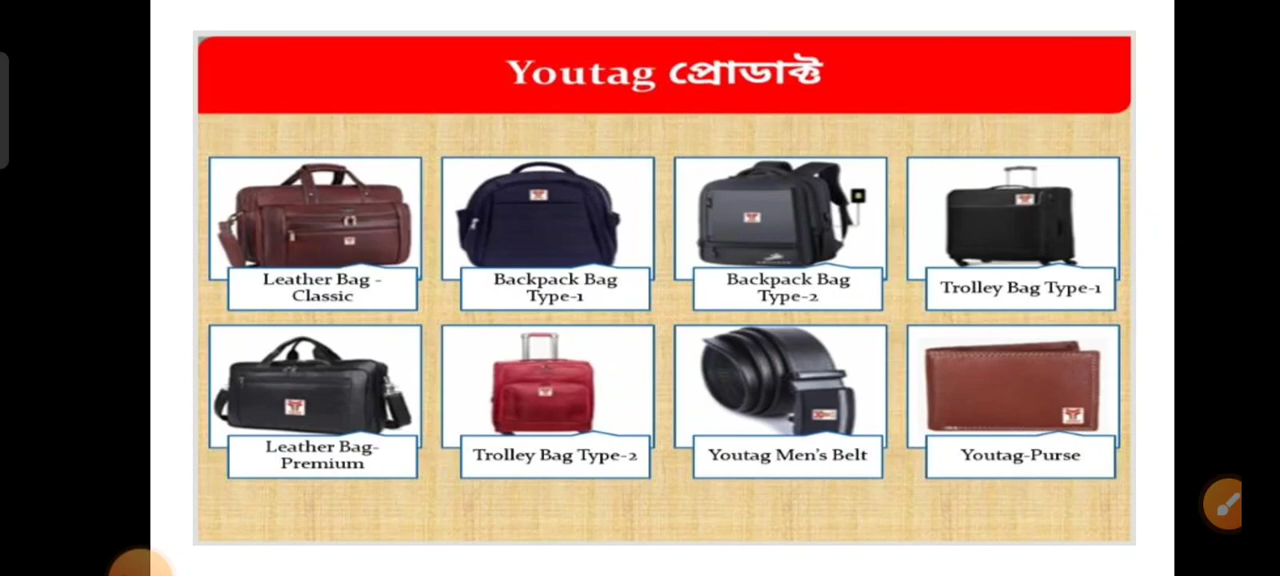 Youtag প্রোডাক্ট
Leather Bag -
Classic
Backpack Bag
Type-1
Backpack Bag
Type-2
Trolley Bag Type-1
Leather Bag-
Premium
Trolley Bag Type-2
Youtag Men's Belt
Youtag-Purse